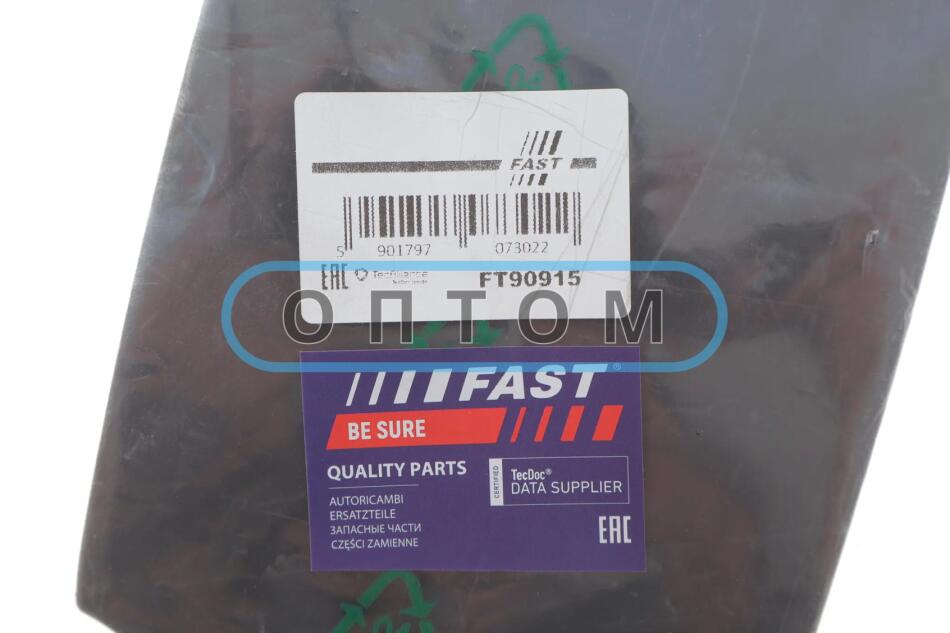 FAST
5 901797 073022
EAC TecAlliance
FT90915
ОПТОМ
FAST®
BE SURE
QUALITY PARTS
AUTORICAMBI
ERSATZTEILE
ЗАПАСНЫЕ ЧАСТИ
CZĘŚCI ZAMIENNE
CERTIFIED
TecDoc®
DATA SUPPLIER
EAC